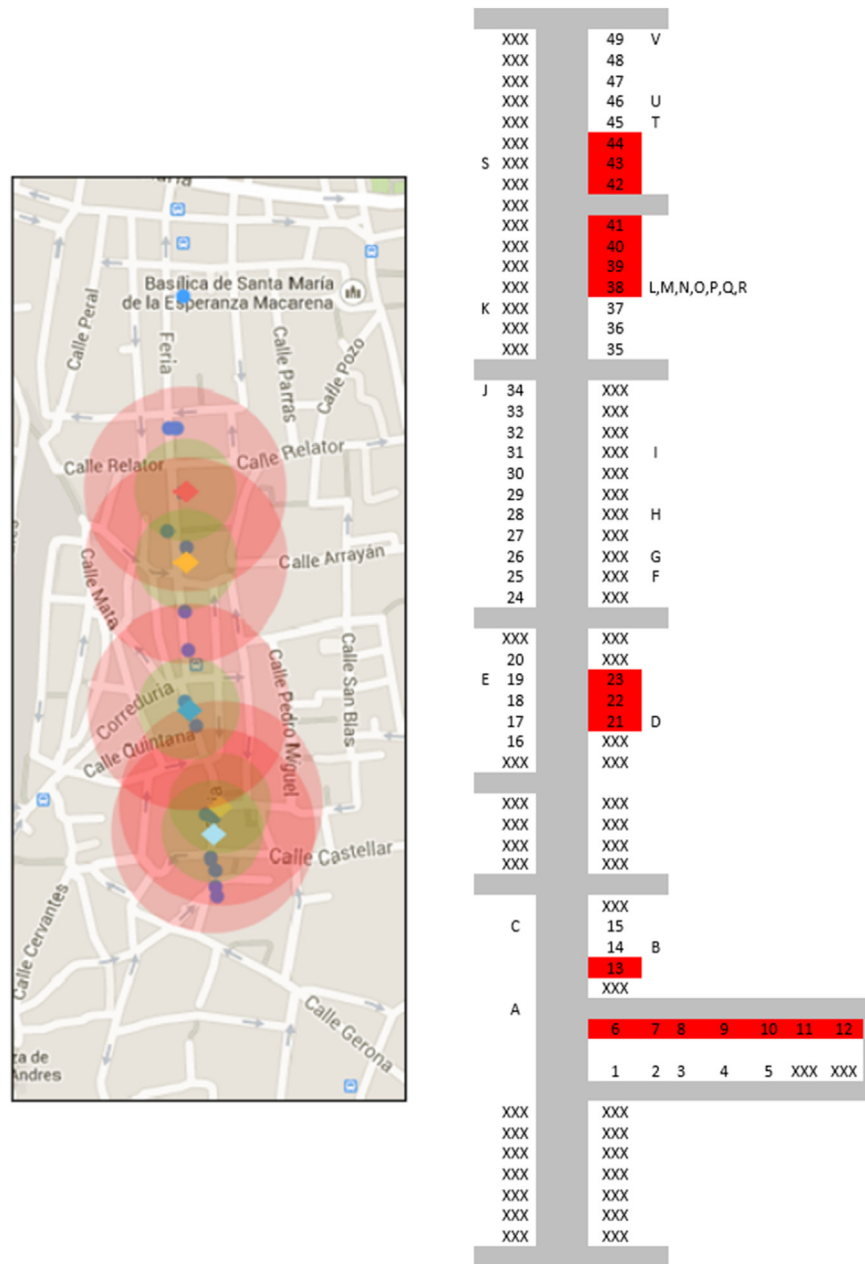 Basílica de Santa María
de la Esperanza Macarena
Calle Peral
Feria
Calle Parras
Calle Pozo
Calle Relator
Calle Relator
Calle Arrayán
Calle Mata
Correduria
Calle Quintana
Calle Pedro Miguel
Calle San Blas
Calle Castellar
Calle Cervantes
Calle Gerona
za de
Andres
XXX 49 V
XXX 48
XXX 47
XXX 46 U
XXX 45 T
XXX 44
S XXX 43
XXX 42
XXX
XXX 41
XXX 40
XXX 39
XXX 38 L,M,N,O,P,Q,R
K XXX 37
XXX 36
XXX 35
J 34 XXX
33 XXX
32 XXX
31 XXX I
30 XXX
29 XXX
28 XXX H
27 XXX
26 XXX G
25 XXX F
24 XXX
XXX XXX
20 XXX
E 19 23
18 22
17 21 D
16 XXX
XXX XXX
XXX XXX
XXX XXX
XXX XXX
XXX XXX
XXX
C 15
14 B
13
XXX
A
6 7 8 9 10 11 12
1 2 3 4 5 XXX XXX
XXX XXX
XXX XXX
XXX XXX
XXX XXX
XXX XXX
XXX XXX
XXX XXX